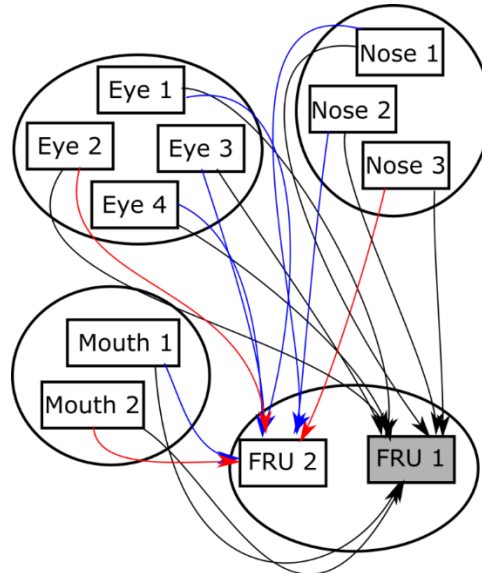 Nose 1
Eye 1
Nose 2
Eye 2
Eye 3
Nose 3
Eye 4
Mouth 1
Mouth 2
FRU 2
FRU 1